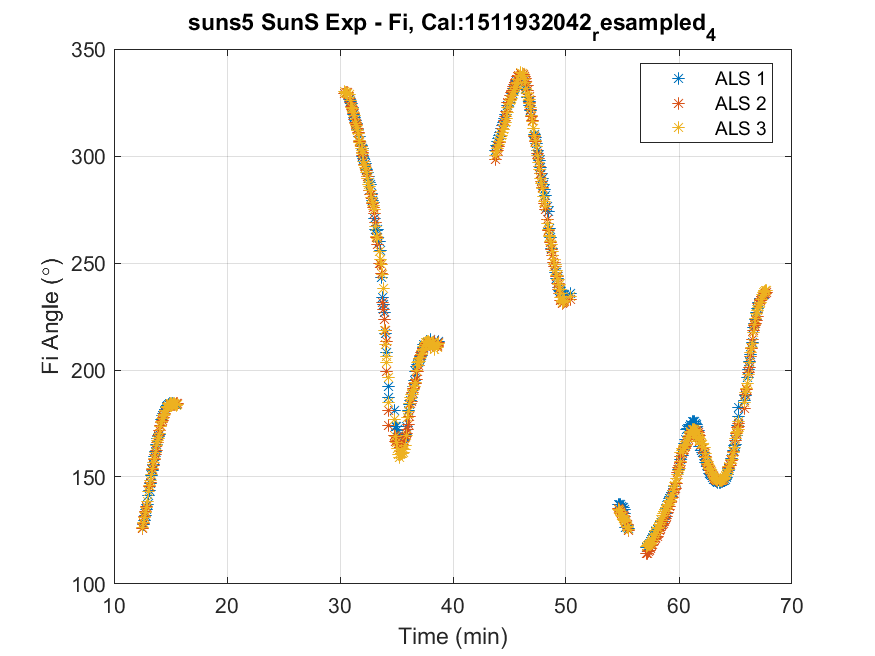 suns5 SunS Exp - Fi, Cal:1511932042_resampled_4
350
300
250
200
150
100
10 20 30 40 50 60 70
Fi Angle (°)
Time (min)
ALS 1
ALS 2
ALS 3